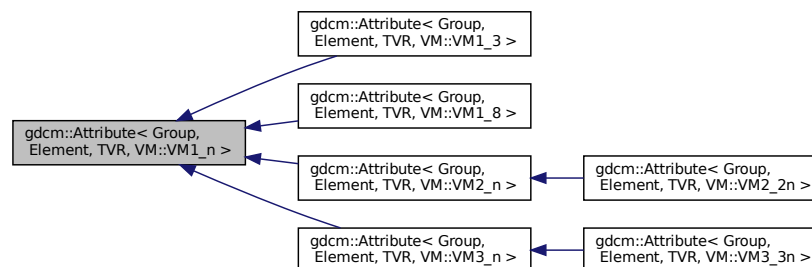 gdcm::Attribute< Group,
Element, TVR, VM::VM1_3 >
gdcm::Attribute< Group,
Element, TVR, VM::VM1_8 >
gdcm::Attribute< Group,
Element, TVR, VM::VM1_n >
gdcm::Attribute< Group,
Element, TVR, VM::VM2_n >
gdcm::Attribute< Group,
Element, TVR, VM::VM2_2n >
gdcm::Attribute< Group,
Element, TVR, VM::VM3_n >
gdcm::Attribute< Group,
Element, TVR, VM::VM3_3n >